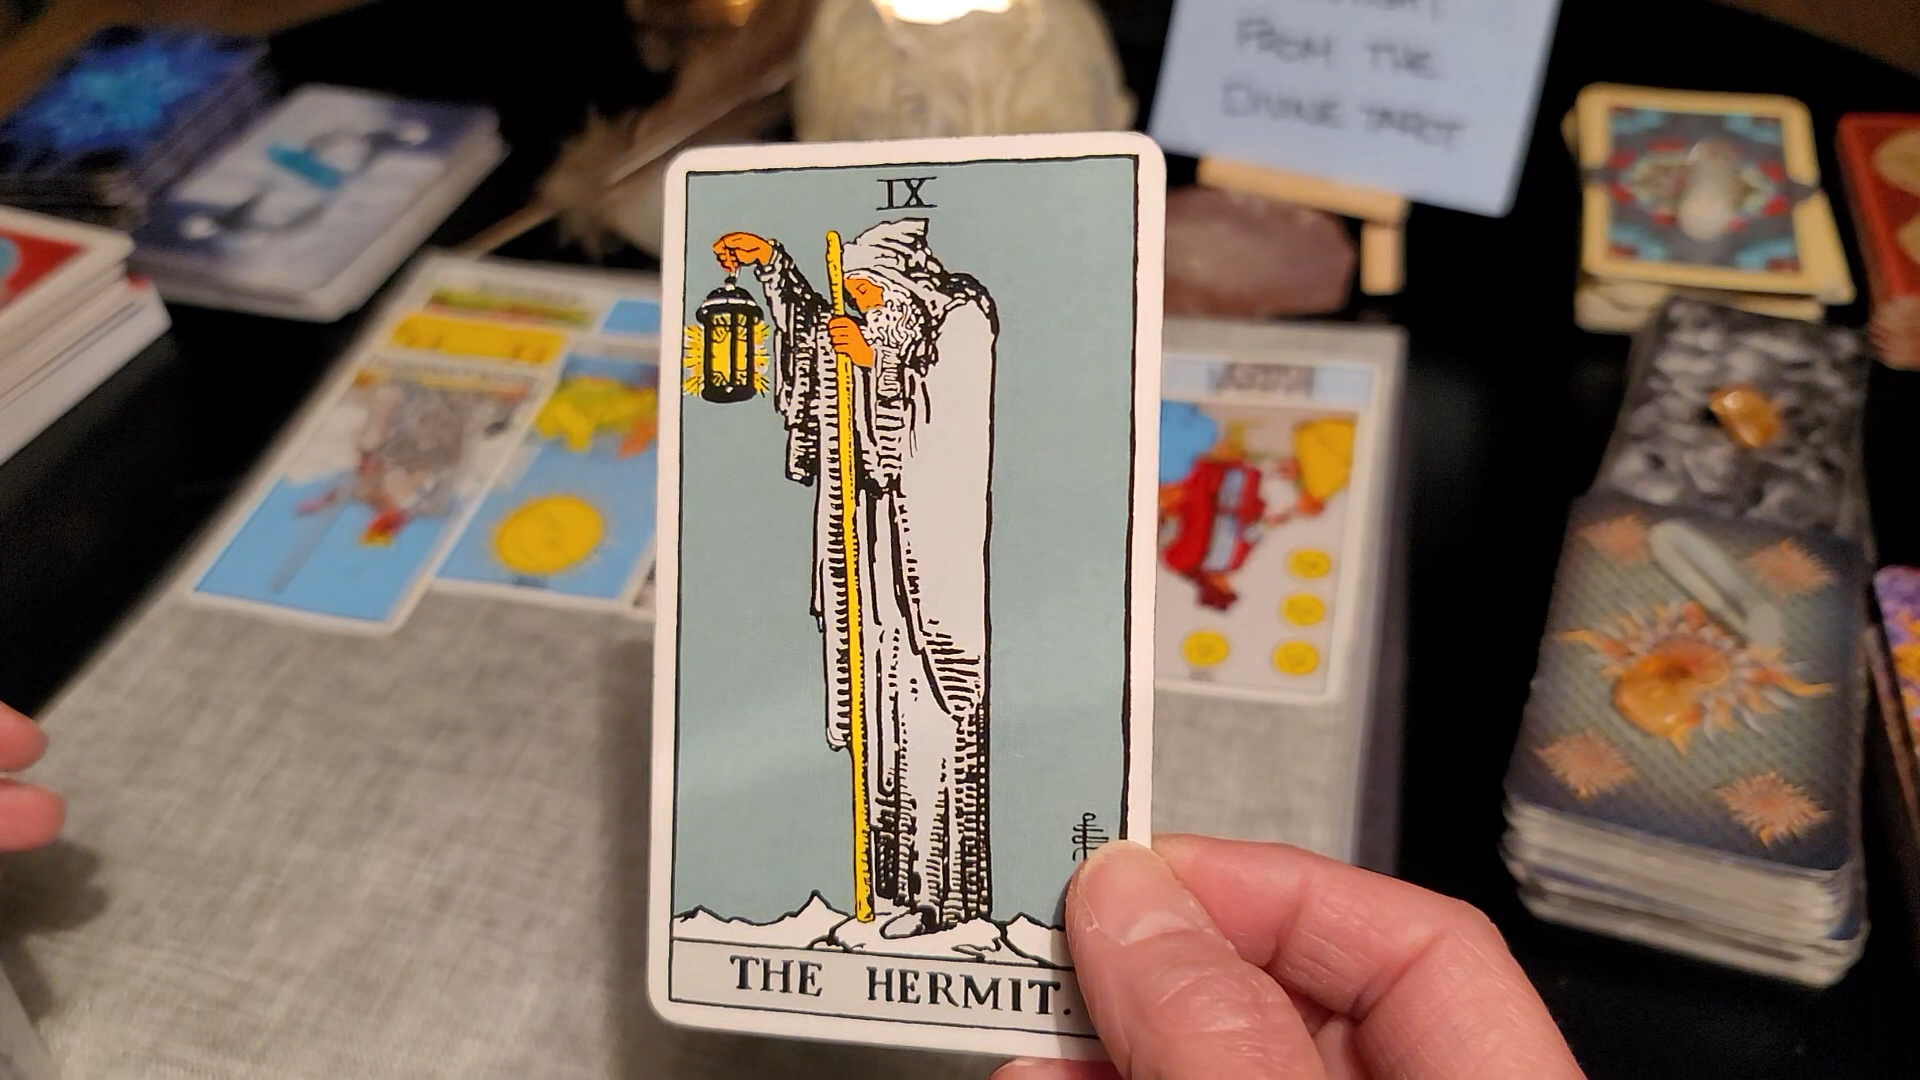 FROM THE
DIVINE TAROT
IX
THE HERMIT.